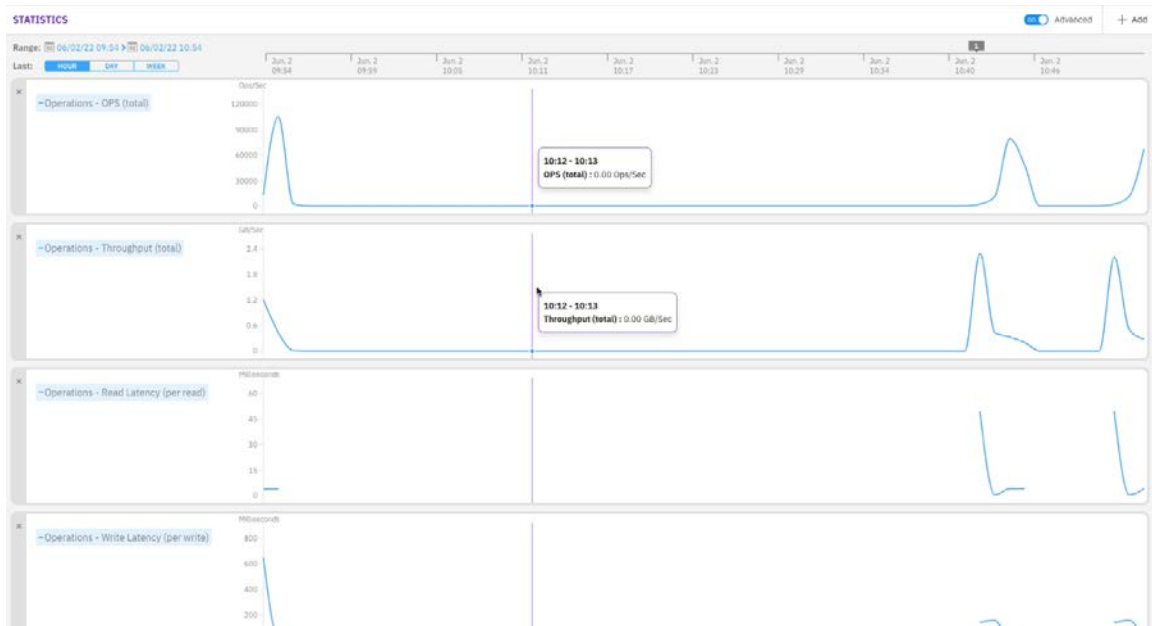 STATISTICS
Advanced
+ Add
Range: 06/02/22 09:54 > 06/02/22 10:54
1
Last: HOUR DAY WEEK
Jun. 2 Jun. 2 Jun. 2 Jun. 2 Jun. 2 Jun. 2 Jun. 2 Jun. 2 Jun. 2 Jun. 2
09:54 09:59 10:05 10:11 10:17 10:23 10:29 10:34 10:40 10:46
Ops/Sec
Operations - OPS (total)
120000
90000
60000
30000
0
10:12 - 10:13
OPS (total) : 0.00 Ops/Sec
GB/Sec
Operations - Throughput (total)
2.4
1.8
1.2
0.6
0
10:12 - 10:13
Throughput (total) : 0.00 GB/Sec
Milliseconds
Operations - Read Latency (per read)
60
45
30
15
0
Milliseconds
Operations - Write Latency (per write)
800
600
400
200